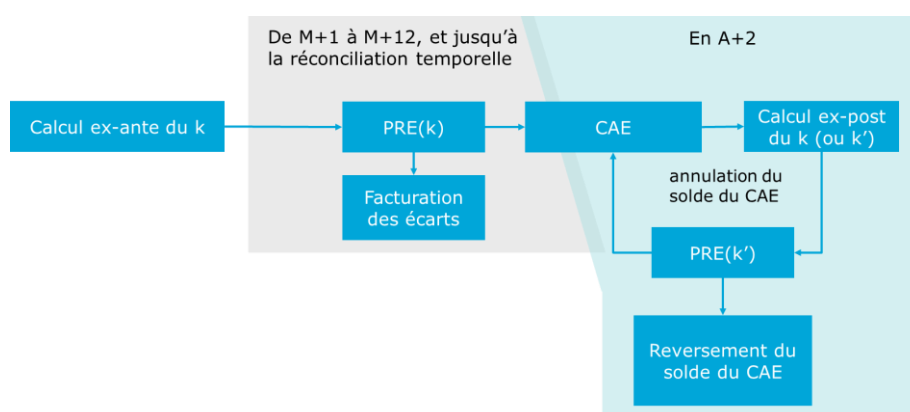 De M+1 à M+12, et jusqu’à
la réconciliation temporelle
En A+2
Calcul ex-ante du k
PRE(k)
CAE
Calcul ex-post
du k (ou k’)
Facturation
des écarts
annulation du
solde du CAE
PRE(k’)
Reversement du
solde du CAE